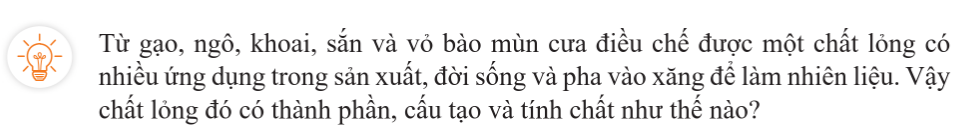 Từ gạo, ngô, khoai, sắn và vỏ bào mùn cưa điều chế được một chất lỏng có
nhiều ứng dụng trong sản xuất, đời sống và pha vào xăng để làm nhiên liệu. Vậy
chất lỏng đó có thành phần, cấu tạo và tính chất như thế nào?